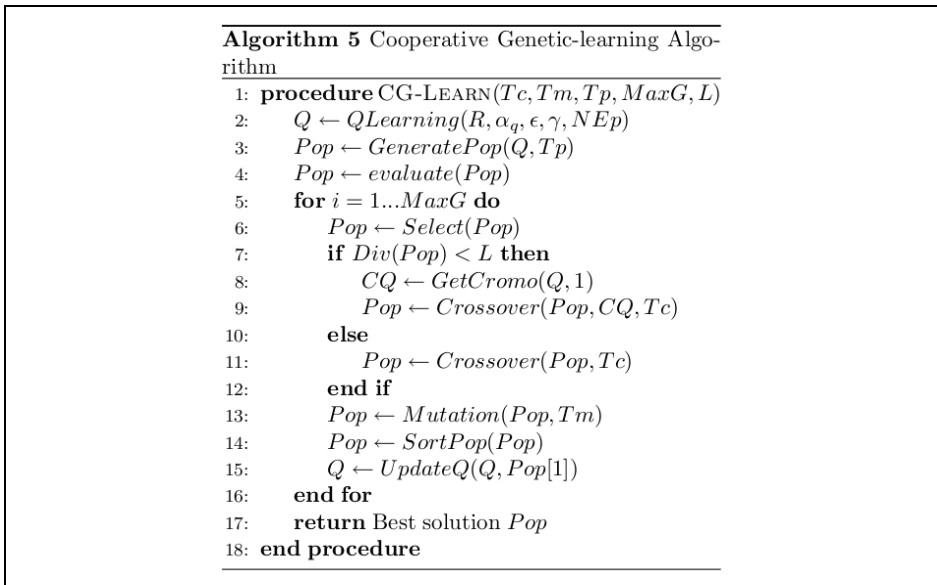 Algorithm 5 Cooperative Genetic-learning Algo-
rithm
1: procedure CG-LEARN(Tc, Tm, Tp, MaxG, L)
2: Q ← QLearning(R, α_q, ϵ, γ, NEp)
3: Pop ← GeneratePop(Q, Tp)
4: Pop ← evaluate(Pop)
5: for i = 1...MaxG do
6: Pop ← Select(Pop)
7: if Div(Pop) < L then
8: CQ ← GetCromo(Q, 1)
9: Pop ← Crossover(Pop, CQ, Tc)
10: else
11: Pop ← Crossover(Pop, Tc)
12: end if
13: Pop ← Mutation(Pop, Tm)
14: Pop ← SortPop(Pop)
15: Q ← UpdateQ(Q, Pop[1])
16: end for
17: return Best solution Pop
18: end procedure